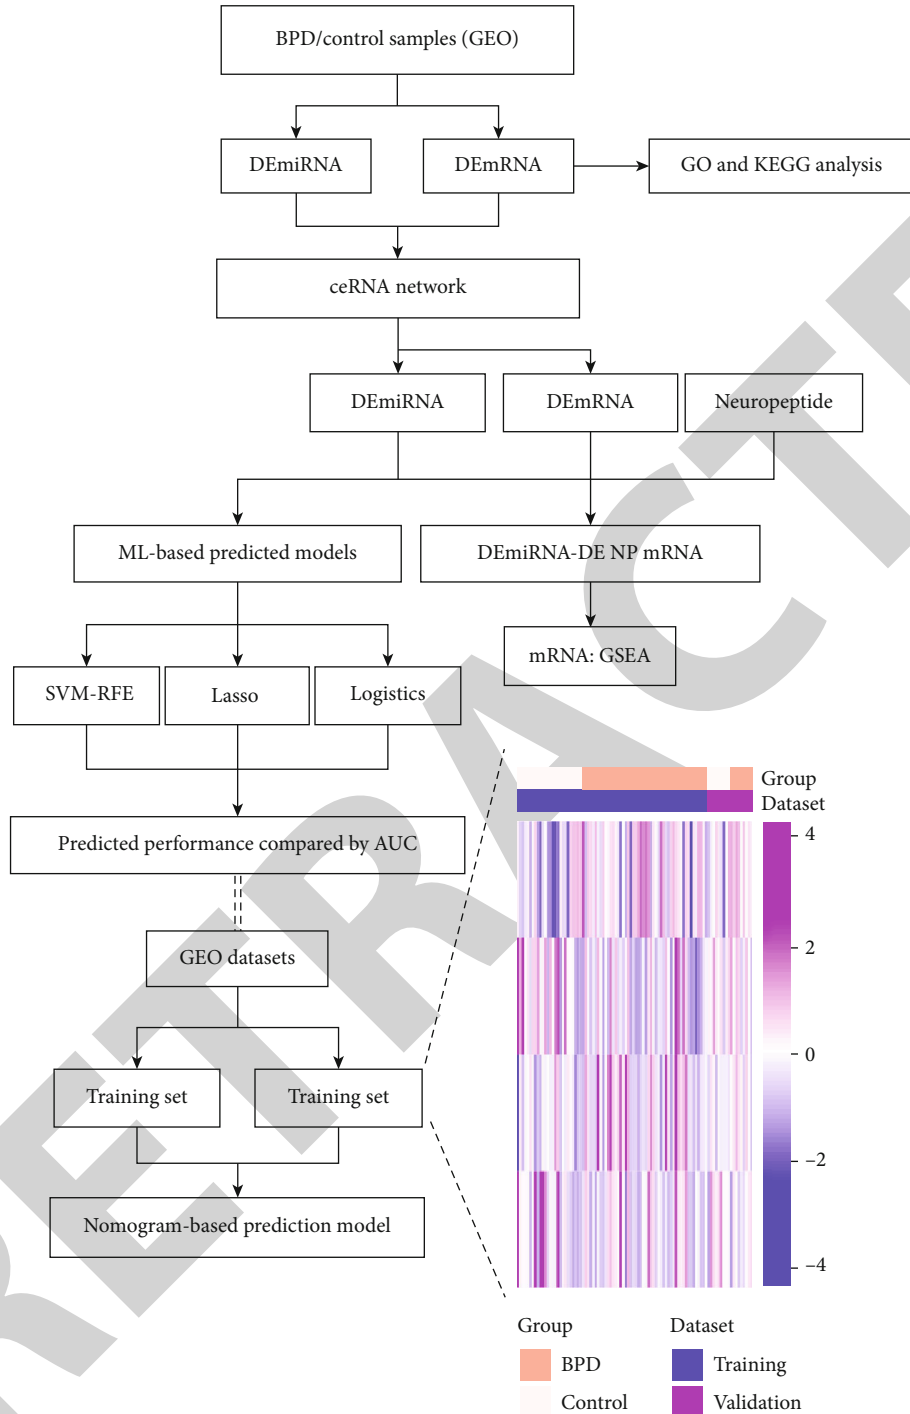 BPD/control samples (GEO)
DEmiRNA
DEmRNA
GO and KEGG analysis
ceRNA network
DEmiRNA
DEmRNA
Neuropeptide
ML-based predicted models
DEmiRNA-DE NP mRNA
mRNA: GSEA
SVM-RFE
Lasso
Logistics
Predicted performance compared by AUC
GEO datasets
Training set
Training set
Nomogram-based prediction model
Group
Dataset
4
2
0
–2
–4
Group
BPD
Control
Dataset
Training
Validation
RETRACTE